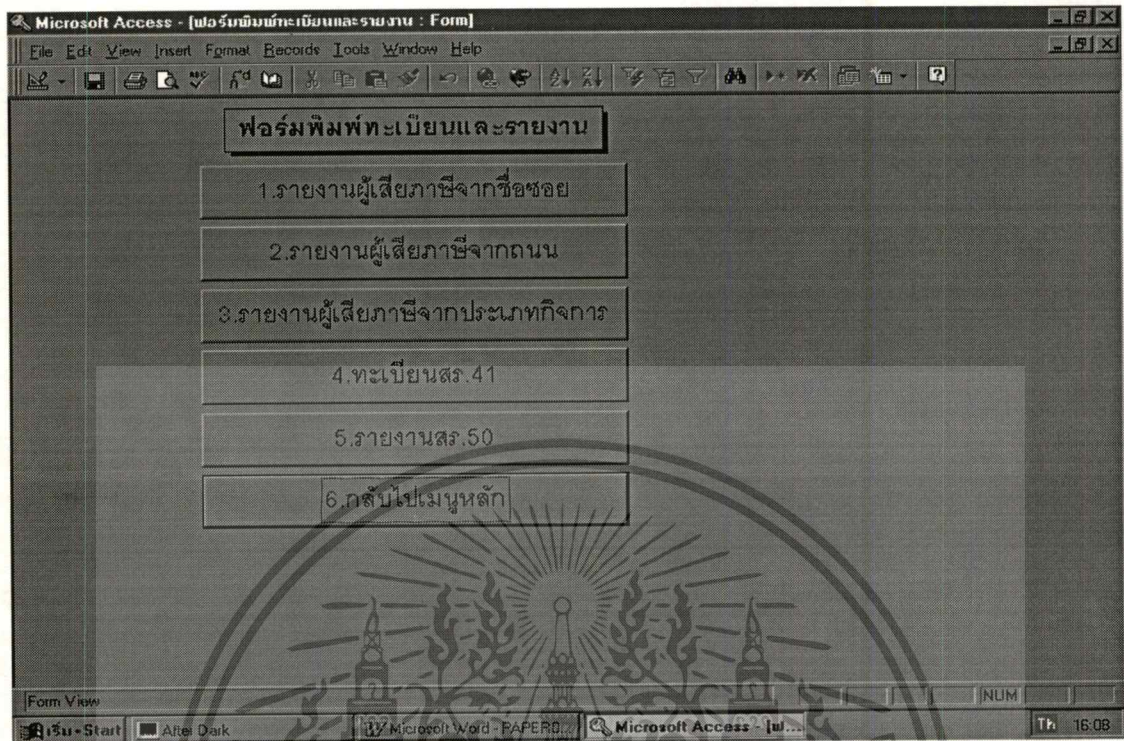 Microsoft Access - [ฟอร์มพิมพ์ทะเบียนและรายงาน : Form]
File Edit View Insert Format Records Tools Window Help
ฟอร์มพิมพ์ทะเบียนและรายงาน
1.รายงานผู้เสียภาษีจากชื่อซอย
2.รายงานผู้เสียภาษีจากถนน
3.รายงานผู้เสียภาษีจากประเภทกิจการ
4.ทะเบียนสร.41
5.รายงานสร.50
6.กลับไปเมนูหลัก
Form View NUM
เริ่ม-Start After Dark Microsoft Word - PAPER0... Microsoft Access - [ฟ... Th 16:08